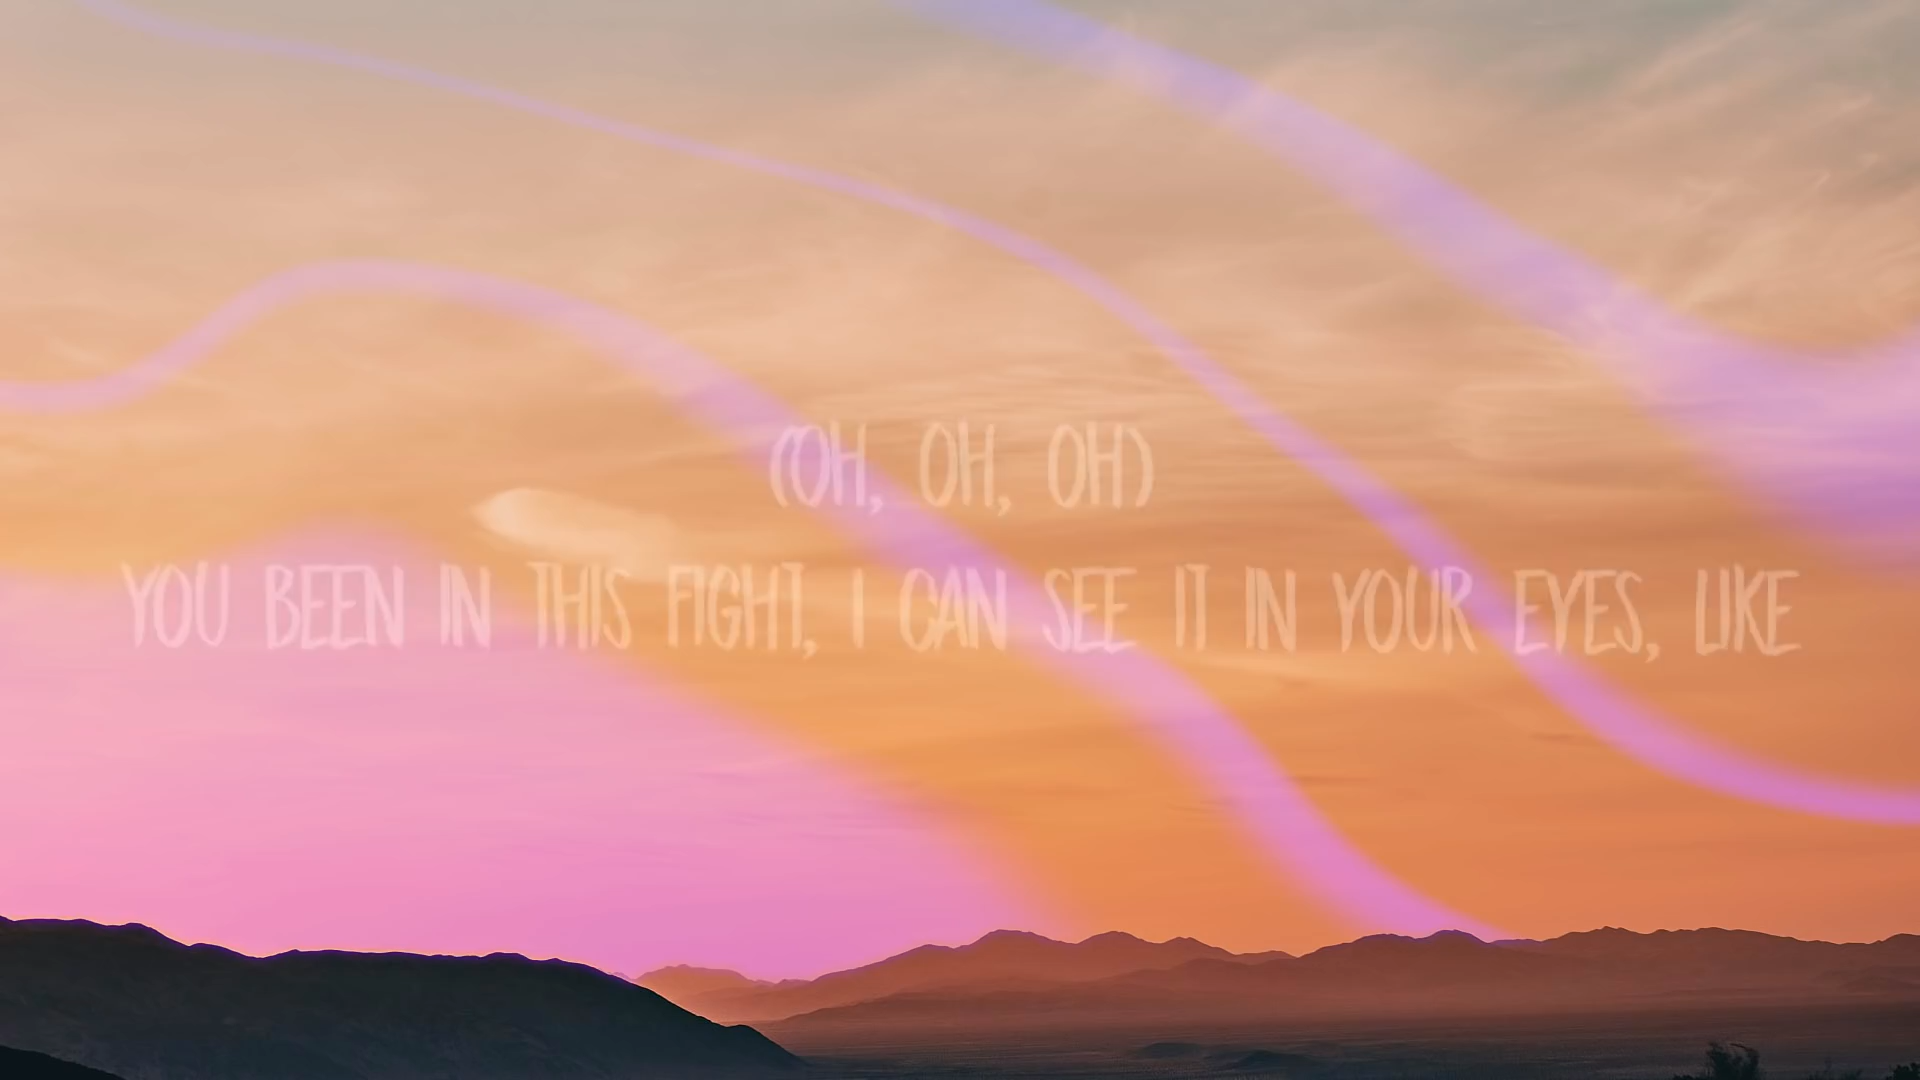 (OH, OH, OH)
YOU BEEN IN THIS FIGHT, I CAN SEE IT IN YOUR EYES, LIKE